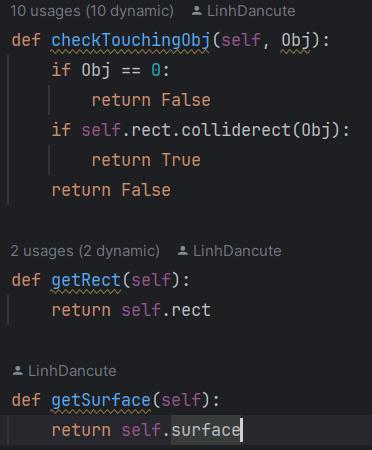 10 usages (10 dynamic) LinhDancute
def checkTouchingObj(self, Obj):
if Obj == 0:
return False
if self.rect.colliderect(Obj):
return True
return False
2 usages (2 dynamic) LinhDancute
def getRect(self):
return self.rect
LinhDancute
def getSurface(self):
return self.surface